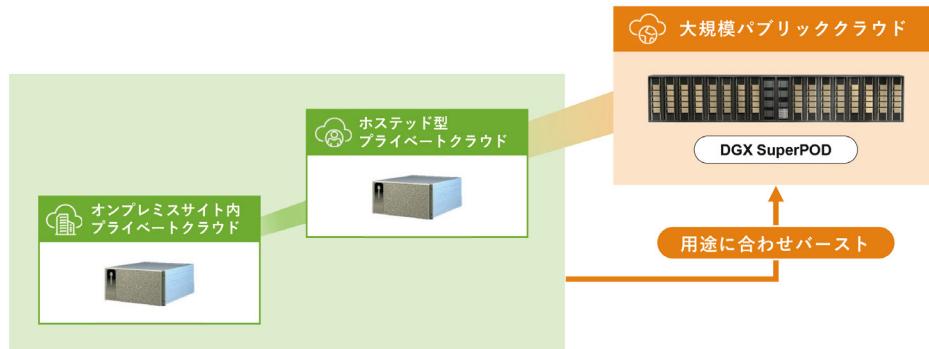 大規模パブリッククラウド
DGX SuperPOD
ホステッド型
プライベートクラウド
オンプレミスサイト内
プライベートクラウド
用途に合わせバースト